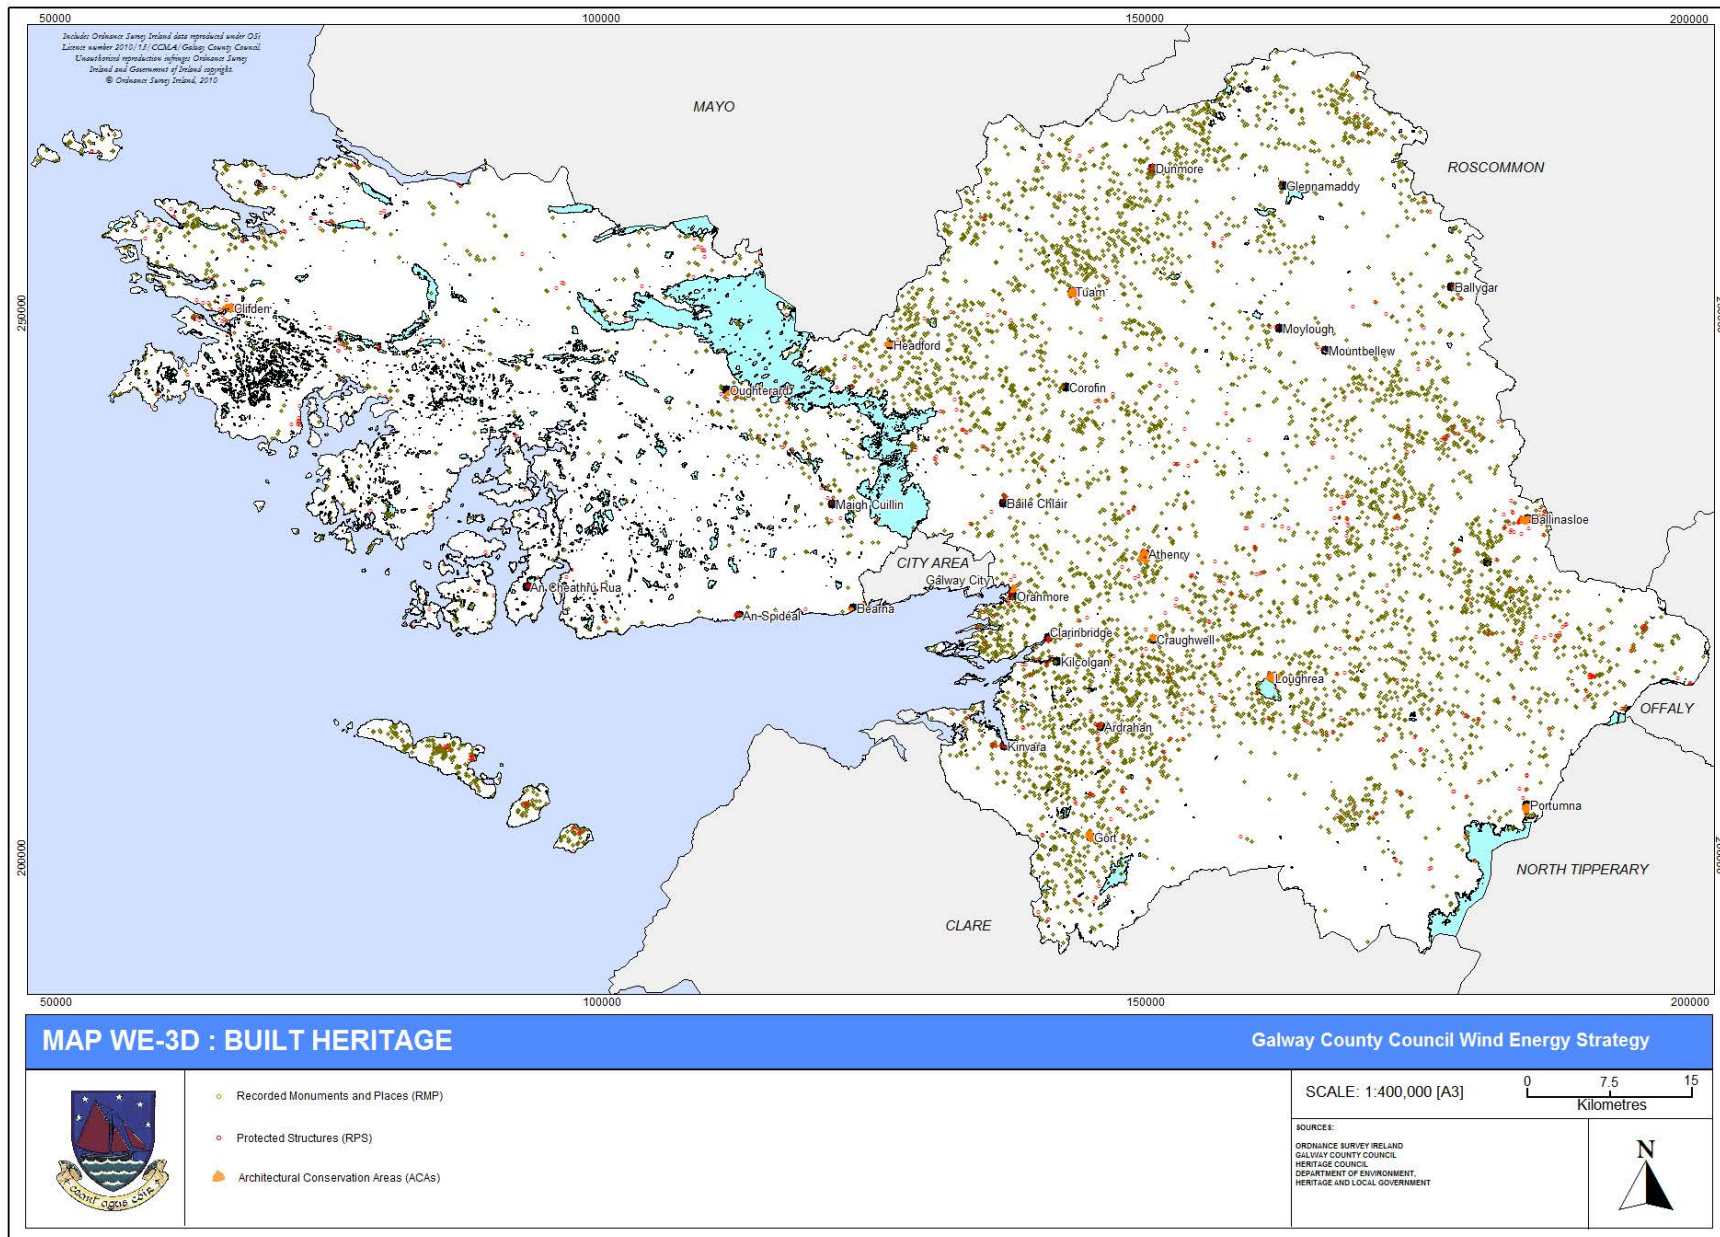 50000
100000
150000
200000
Includes Ordnance Survey Ireland data reproduced under OSi
Licence number 2010/15/CCMA/Galway County Council.
Unauthorised reproduction infringes Ordnance Survey
Ireland and Government of Ireland copyright.
© Ordnance Survey Ireland, 2010
MAYO
ROSCOMMON
Dunmore
Glennamaddy
250000
Clifden
Tuam
Ballygar
Headford
Moylough
Mountbellew
Oughterard
Corofin
Maigh Cuillin
Baile Chláir
Ballinasloe
Athenry
CITY AREA
Galway City
An Cheathrú Rua
Oranmore
An Spidéal
Bearna
Clarinbridge
Craughwell
Kilcolgan
Loughrea
OFFALY
Ardrahan
Kinvara
Portumna
Gort
200000
NORTH TIPPERARY
CLARE
50000
100000
150000
200000
MAP WE-3D : BUILT HERITAGE
Galway County Council Wind Energy Strategy
Recorded Monuments and Places (RMP)
Protected Structures (RPS)
Architectural Conservation Areas (ACAs)
SCALE: 1:400,000 [A3]
0 7.5 15
Kilometres
SOURCES:
ORDNANCE SURVEY IRELAND
GALWAY COUNTY COUNCIL
HERITAGE COUNCIL
DEPARTMENT OF ENVIRONMENT,
HERITAGE AND LOCAL GOVERNMENT
N
ceart agus cóir